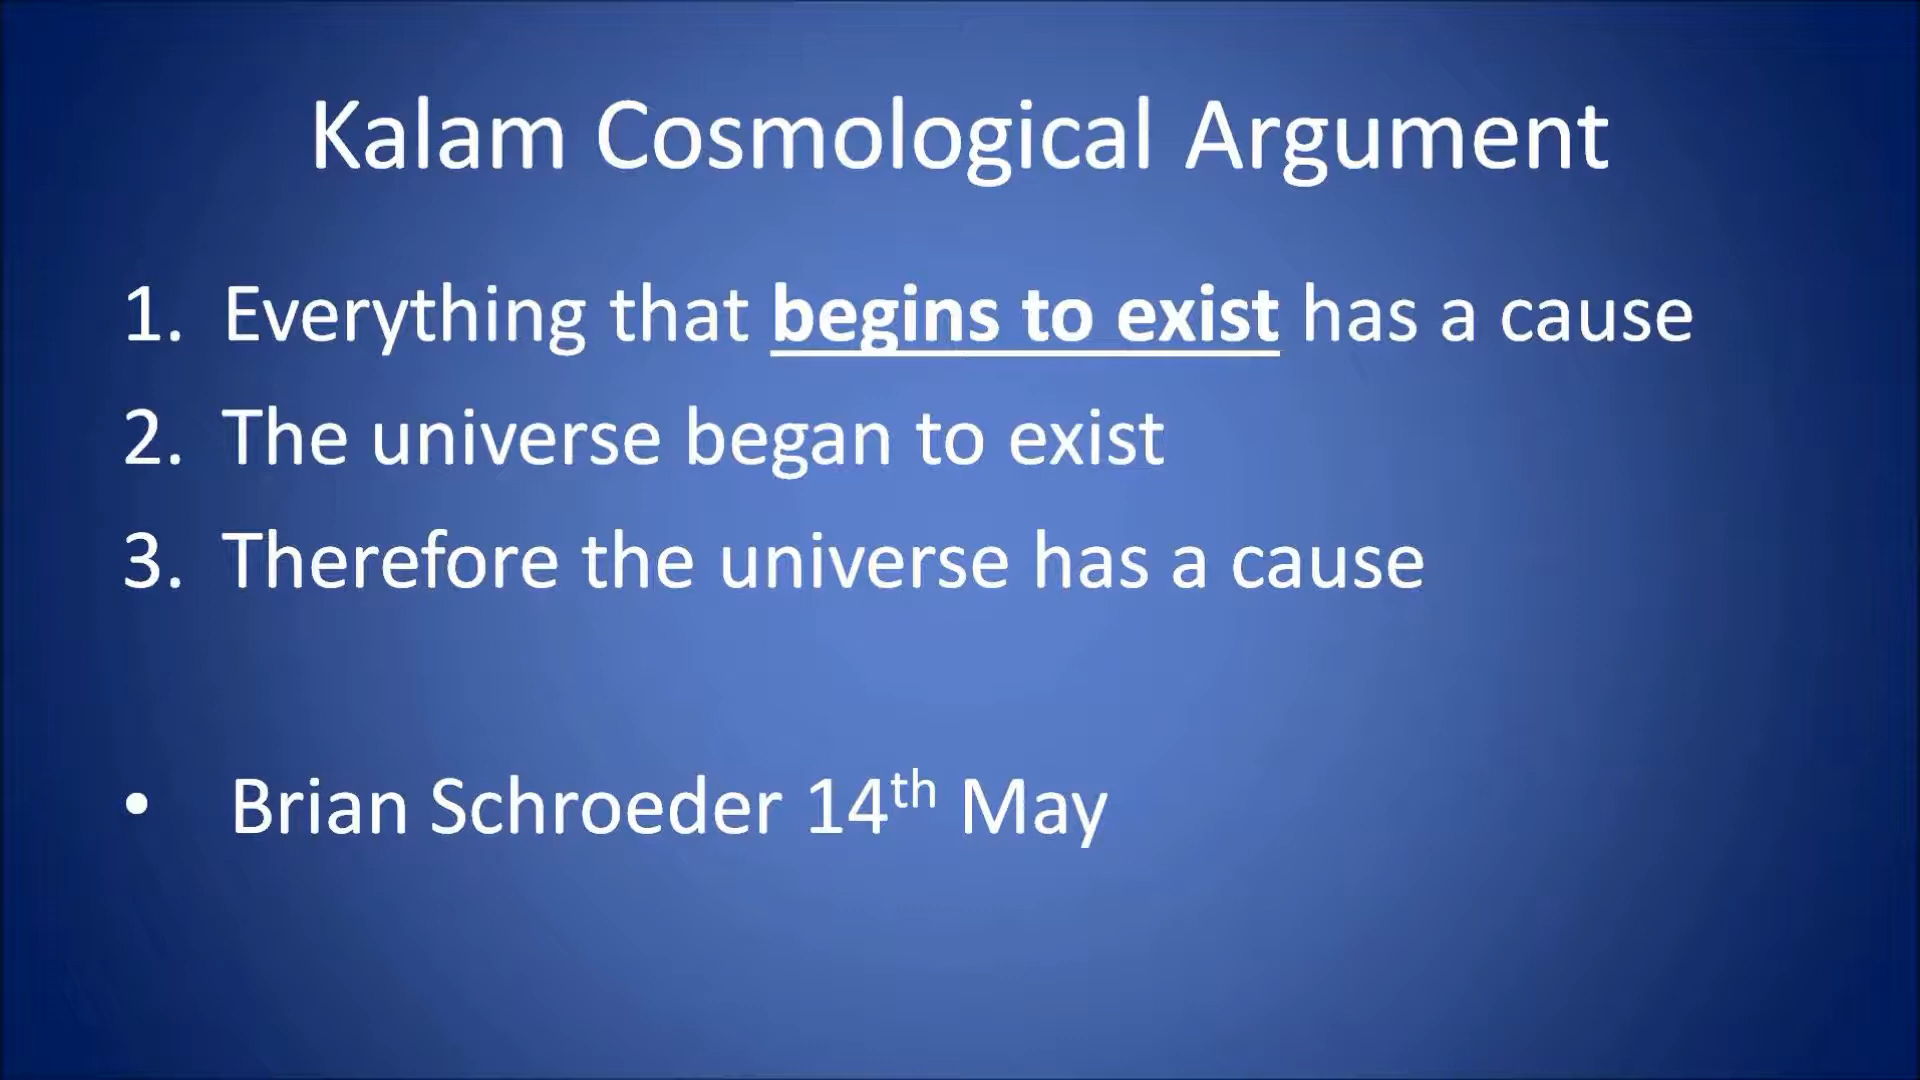 Kalam Cosmological Argument
1. Everything that begins to exist has a cause
2. The universe began to exist
3. Therefore the universe has a cause
• Brian Schroeder 14th May